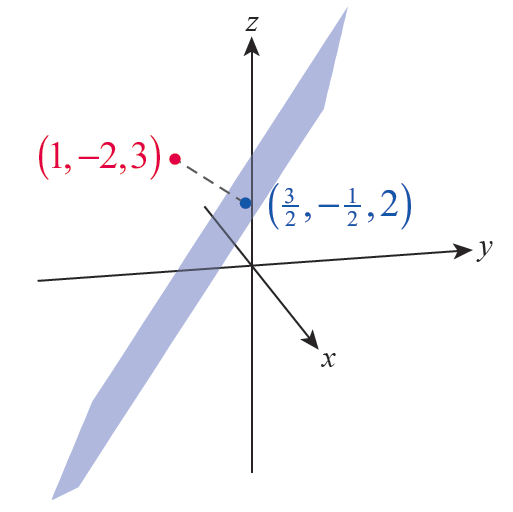 z
(1, −2, 3)
(3/2, −1/2, 2)
y
x